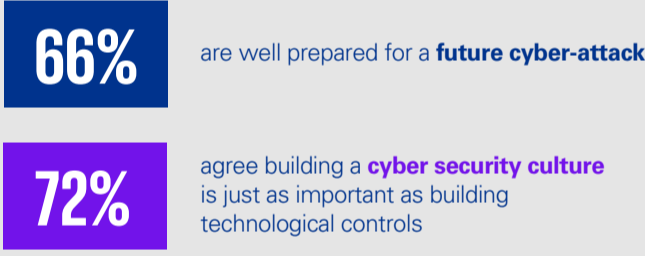 66%
are well prepared for a future cyber-attack
72%
agree building a cyber security culture
is just as important as building
technological controls